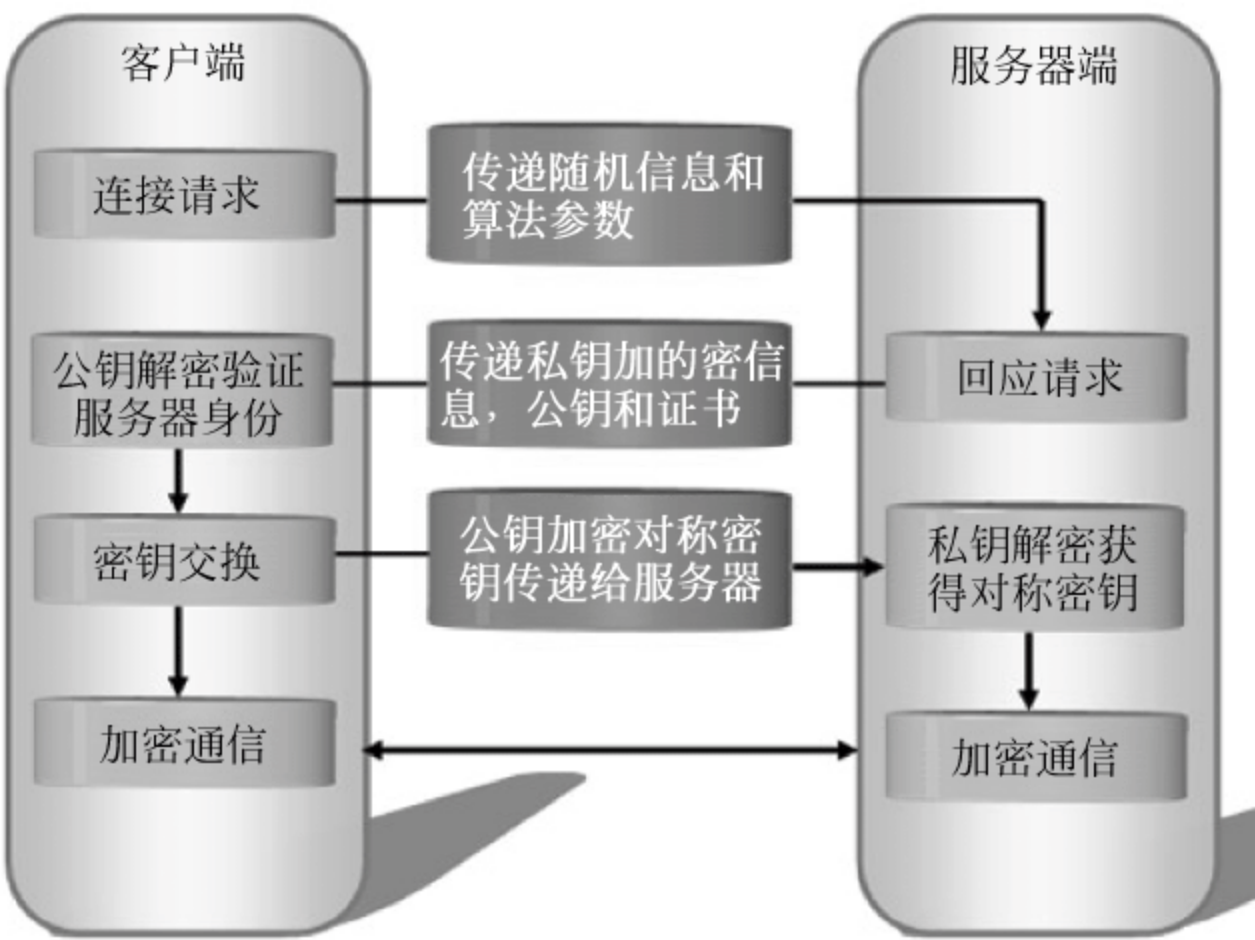 客户端
服务器端
连接请求
传递随机信息和
算法参数
公钥解密验证
服务器身份
传递私钥加的密信
息，公钥和证书
回应请求
密钥交换
公钥加密对称密
钥传递给服务器
私钥解密获
得对称密钥
加密通信
加密通信